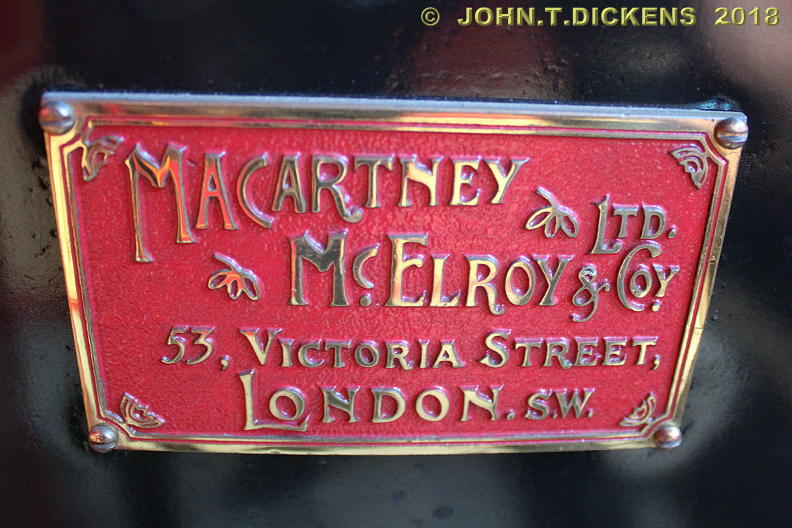 © JOHN.T.DICKENS 2018
MACARTNEY
McELROY & COY LTD.
53, VICTORIA STREET,
LONDON. S.W.